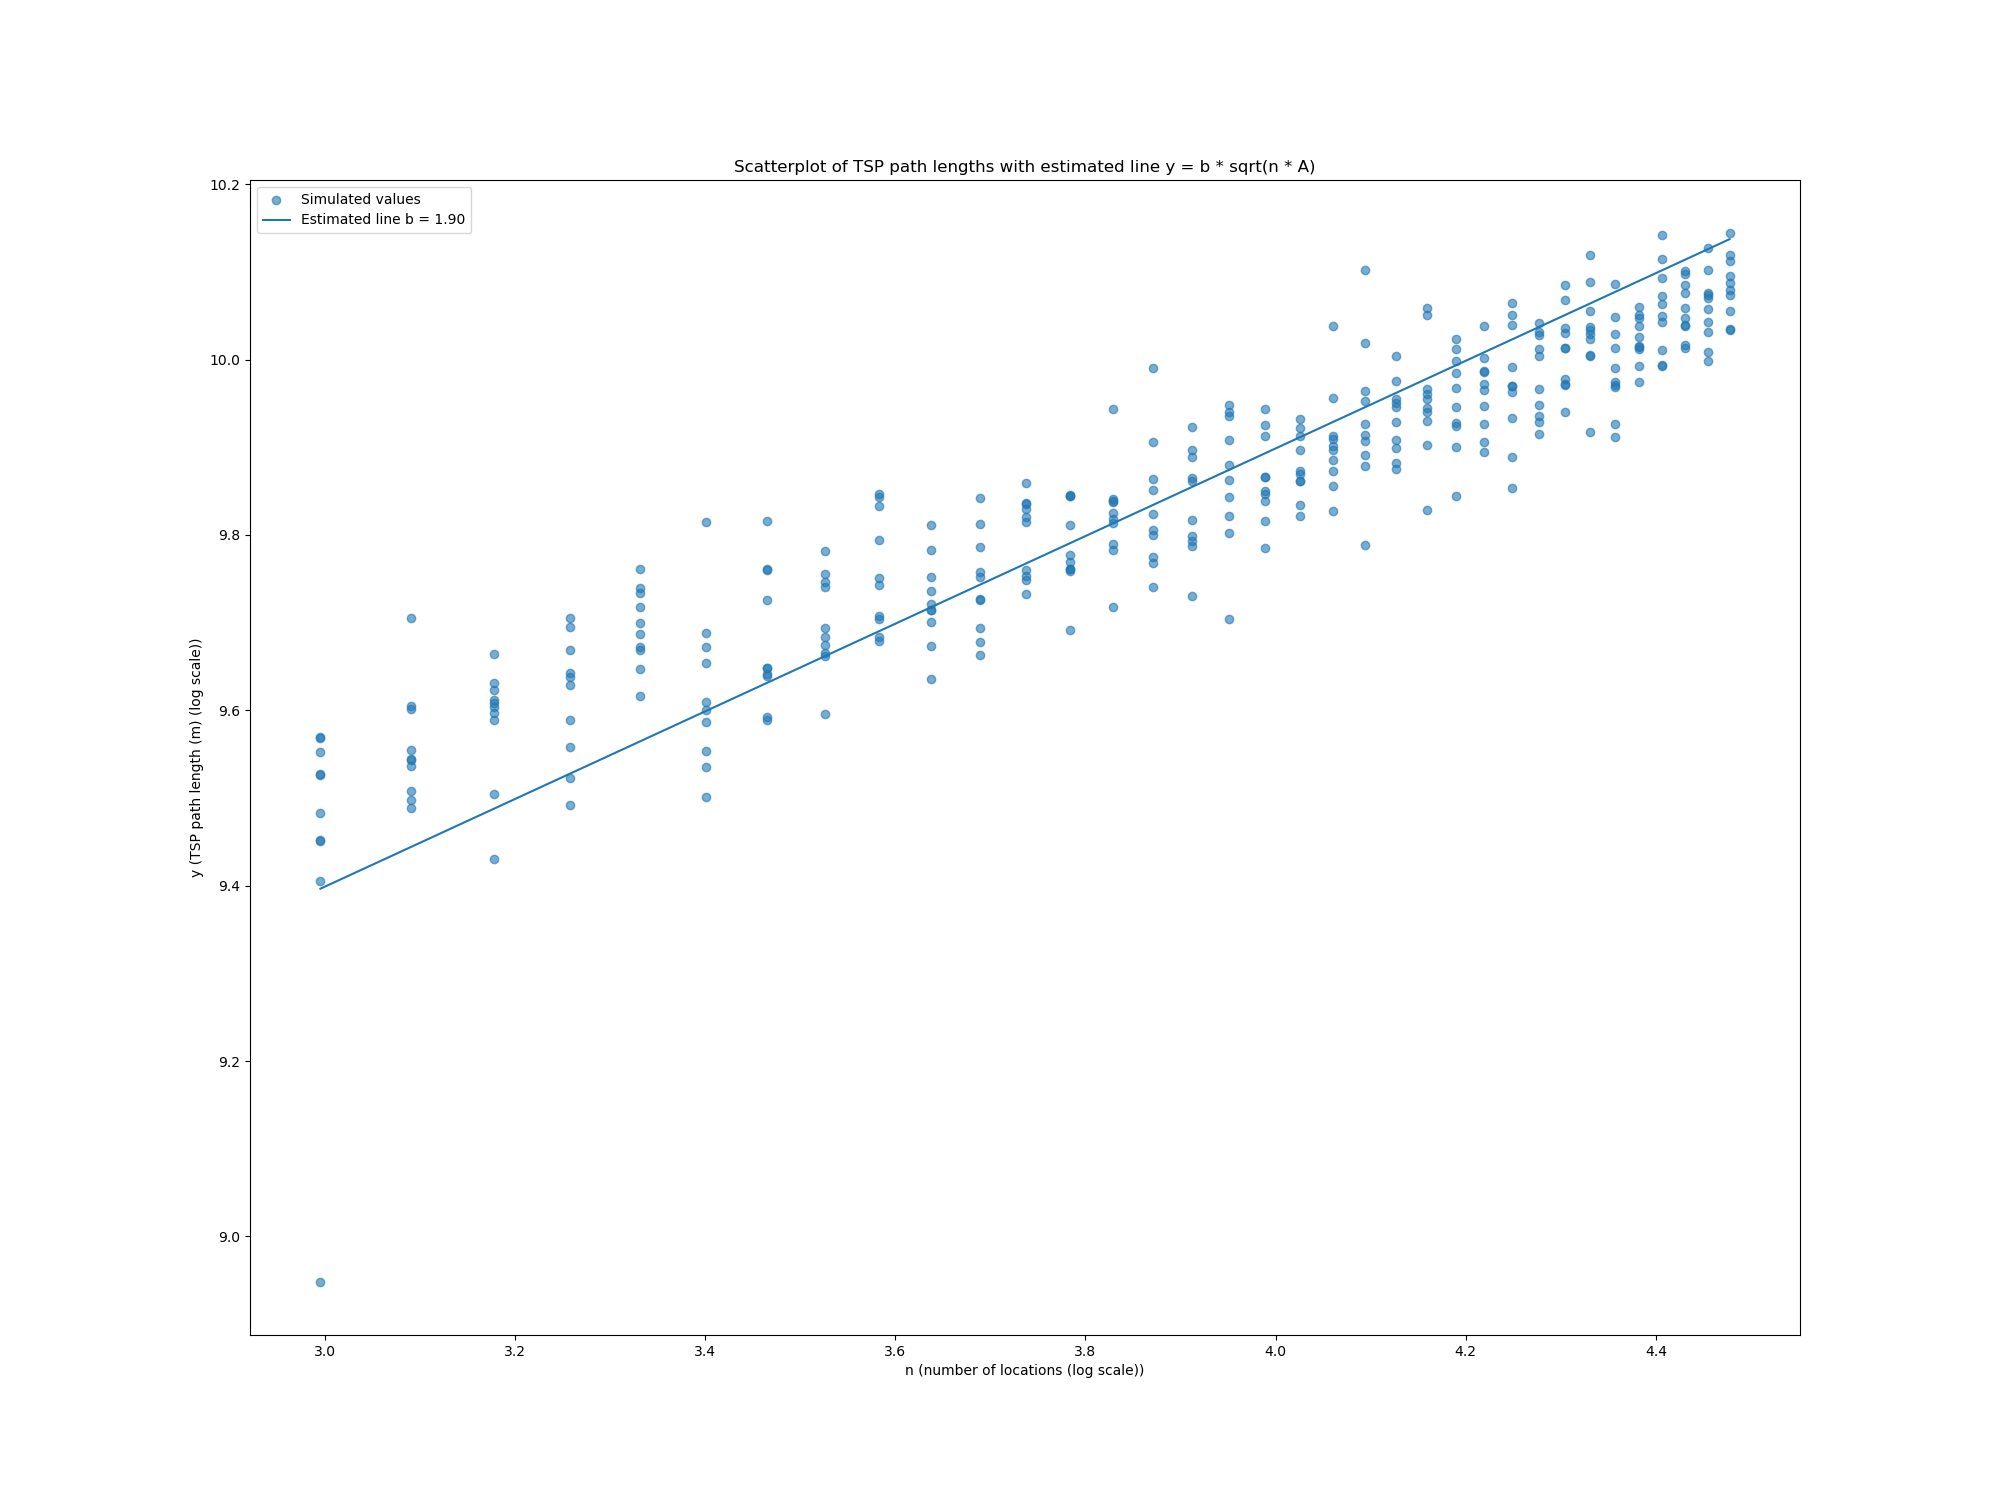 Scatterplot of TSP path lengths with estimated line y = b * sqrt(n * A)
Simulated values
Estimated line b = 1.90
10.2
10.0
9.8
9.6
9.4
9.2
9.0
y (TSP path length (m) (log scale))
3.0 3.2 3.4 3.6 3.8 4.0 4.2 4.4
n (number of locations (log scale))